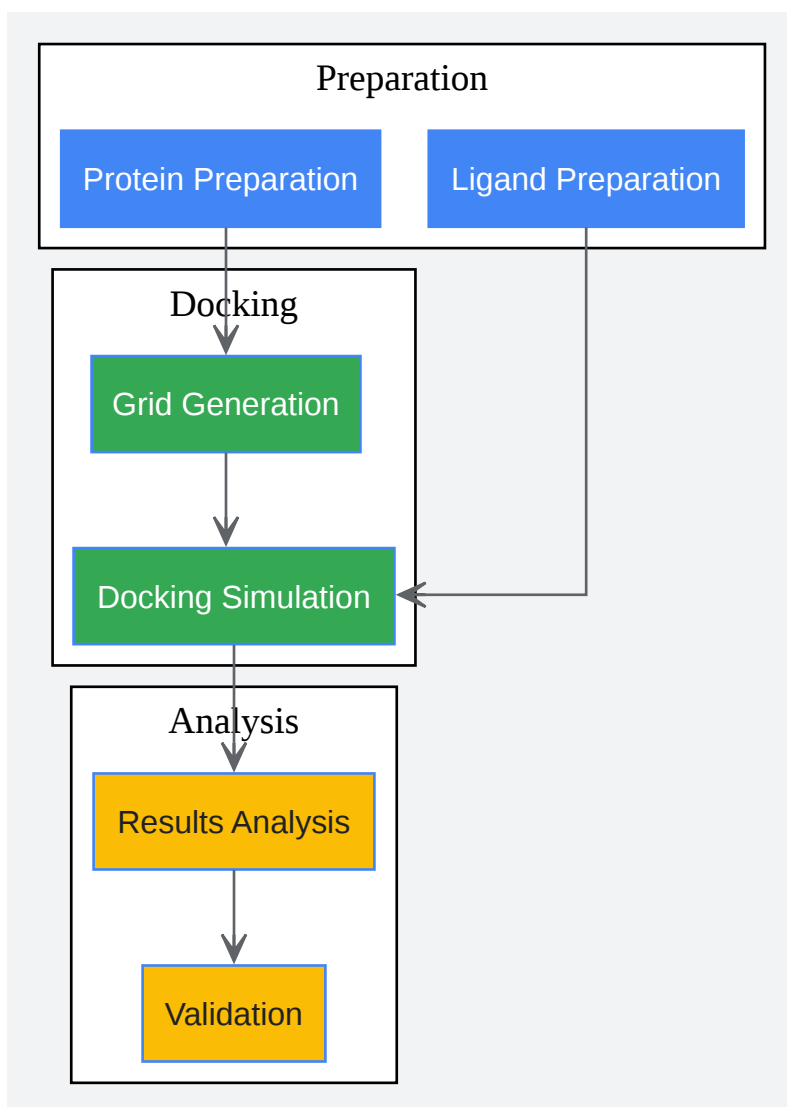 Preparation
Protein Preparation
Ligand Preparation
Docking
Grid Generation
Docking Simulation
Analysis
Results Analysis
Validation